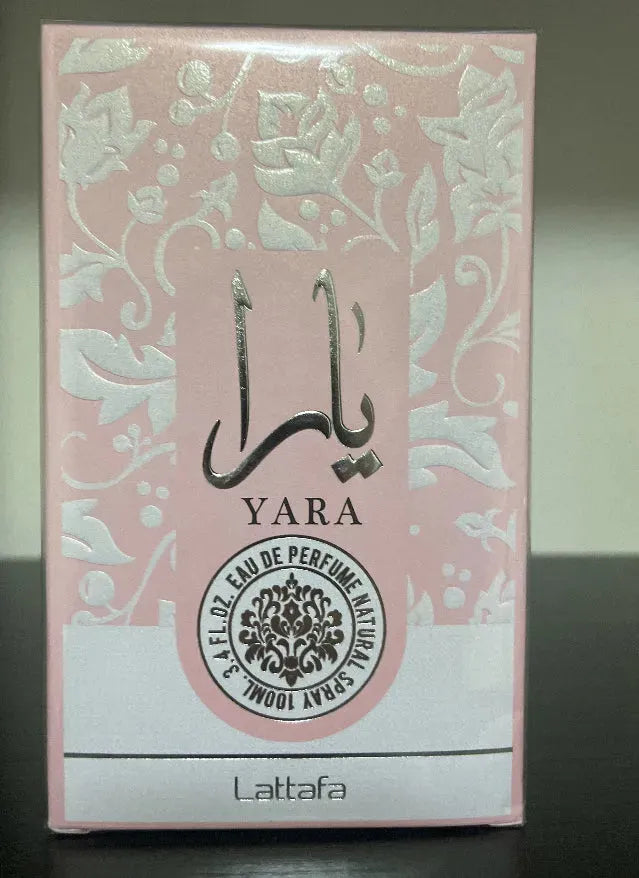 يارا
YARA
EAU DE PERFUME NATURAL SPRAY 100ML. 3.4 FL.OZ.
Lattafa